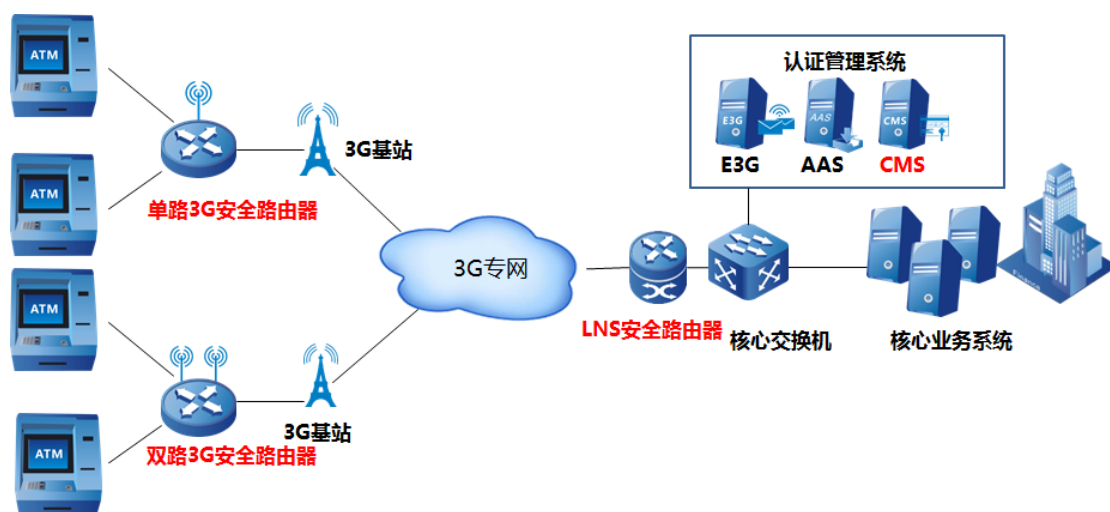 ATM
ATM
ATM
ATM
单路3G安全路由器
3G基站
双路3G安全路由器
3G基站
3G专网
认证管理系统
E3G
AAS
CMS
E3G
AAS
CMS
LNS安全路由器
核心交换机
核心业务系统
Finance